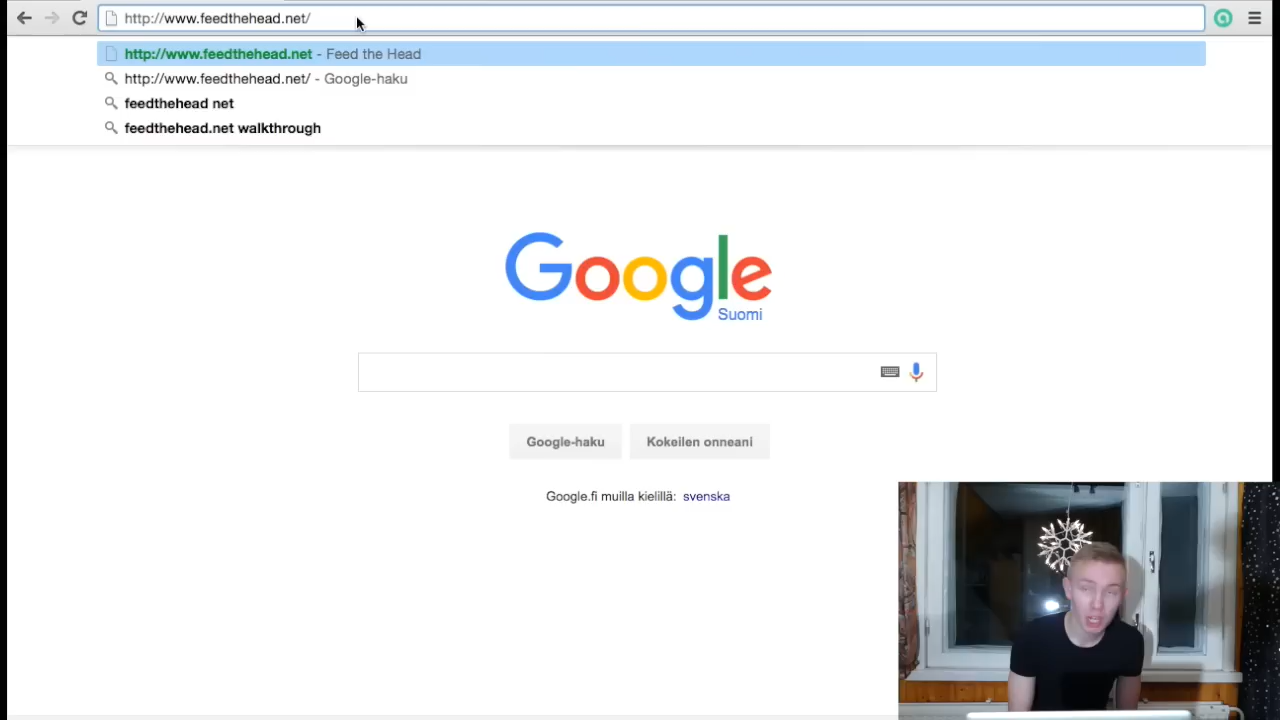 http://www.feedthehead.net/
http://www.feedthehead.net - Feed the Head
http://www.feedthehead.net/ - Google-haku
feedthehead net
feedthehead.net walkthrough
Google
Suomi
Google-haku
Kokeilen onneani
Google.fi muilla kielillä: svenska